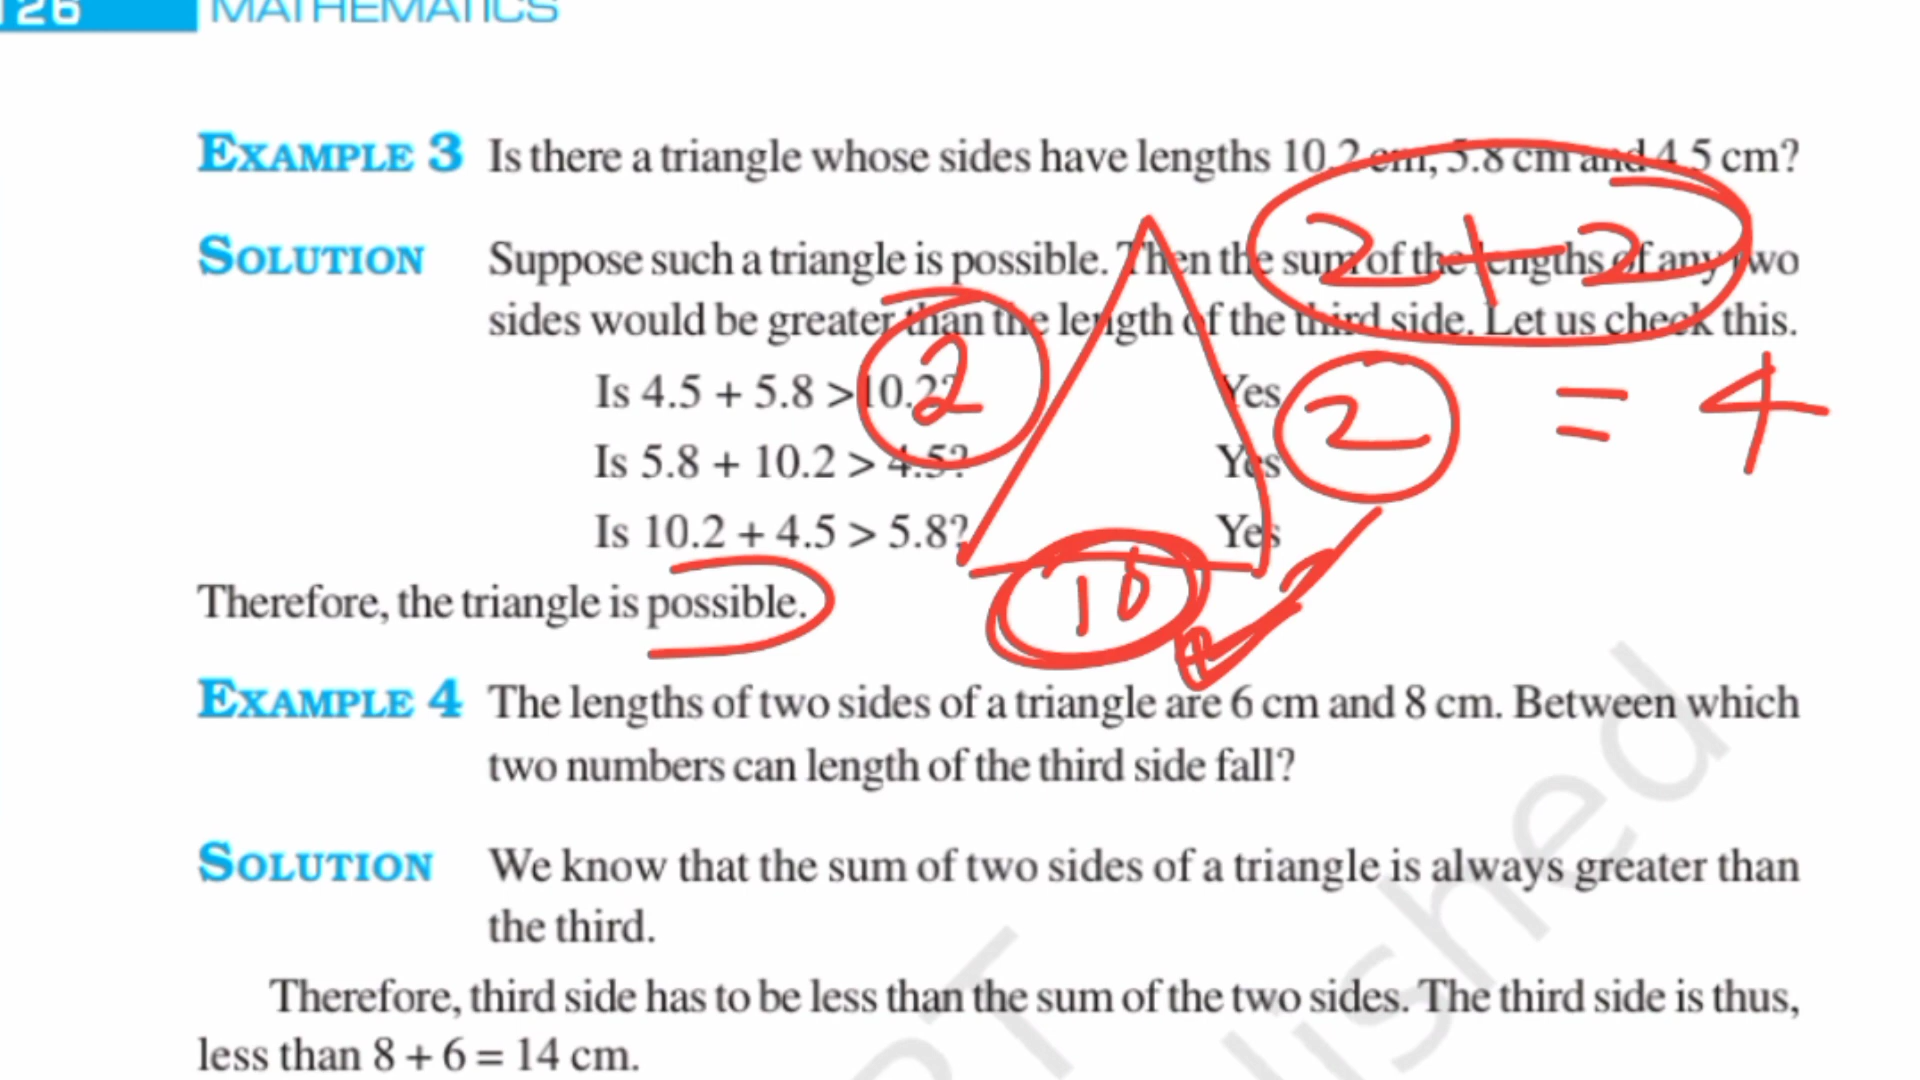 126 MATHEMATICS
EXAMPLE 3 Is there a triangle whose sides have lengths 10.2 cm, 5.8 cm and 4.5 cm?
2+2
SOLUTION Suppose such a triangle is possible. Then the sum of the lengths of any two
sides would be greater than the length of the third side. Let us check this.
2
Is 4.5 + 5.8 > 10.2? Yes
2 = 4
Is 5.8 + 10.2 > 4.5? Yes
Is 10.2 + 4.5 > 5.8? Yes
10
Therefore, the triangle is possible.
EXAMPLE 4 The lengths of two sides of a triangle are 6 cm and 8 cm. Between which
two numbers can length of the third side fall?
SOLUTION We know that the sum of two sides of a triangle is always greater than
the third.
Therefore, third side has to be less than the sum of the two sides. The third side is thus,
less than 8 + 6 = 14 cm.